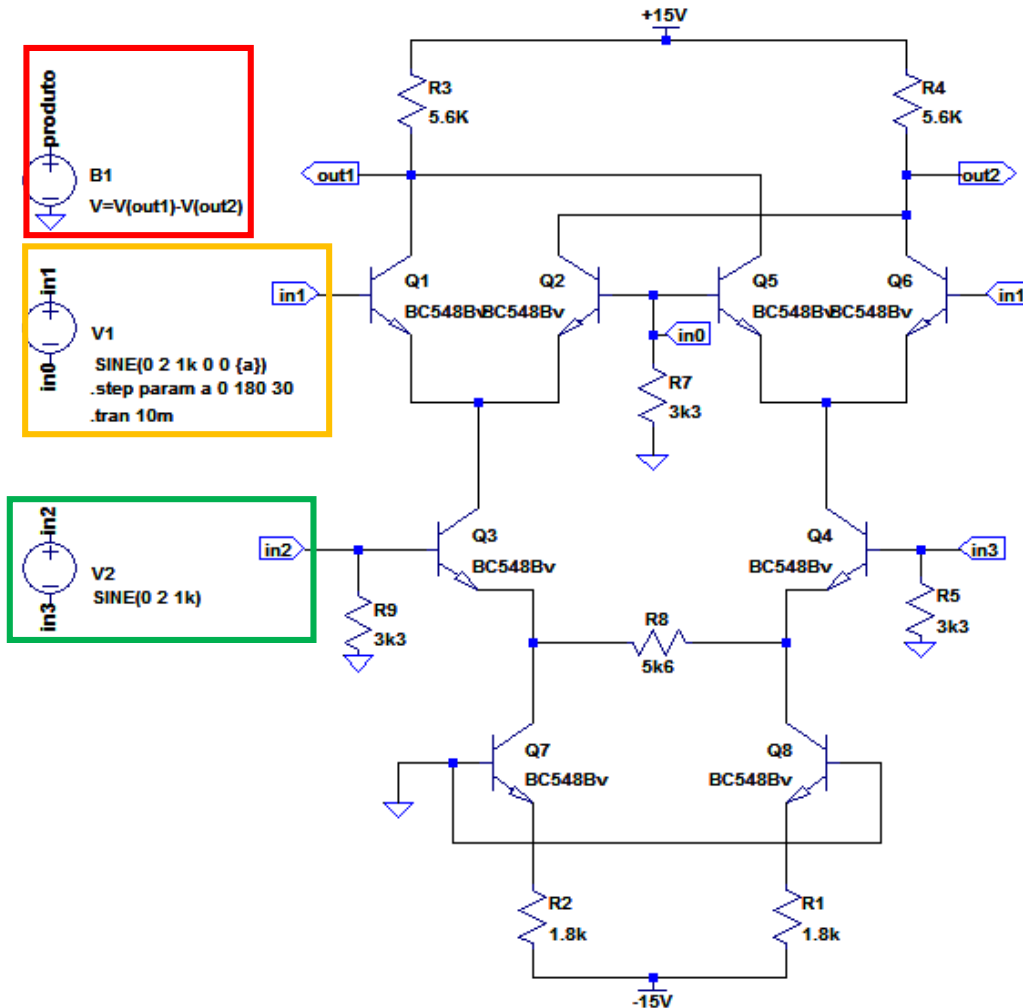 +15V
produto
B1
V=V(out1)-V(out2)
R3
5.6K
R4
5.6K
out1
out2
in1
V1
SINE(0 2 1k 0 0 {a})
.step param a 0 180 30
.tran 10m
in0
in1
Q1
BC548Bv
Q2
BC548Bv
Q5
BC548Bv
Q6
BC548Bv
in1
in0
R7
3k3
in2
V2
SINE(0 2 1k)
in3
in2
Q3
BC548Bv
Q4
BC548Bv
in3
R9
3k3
R8
5k6
R5
3k3
Q7
BC548Bv
Q8
BC548Bv
R2
1.8k
R1
1.8k
-15V